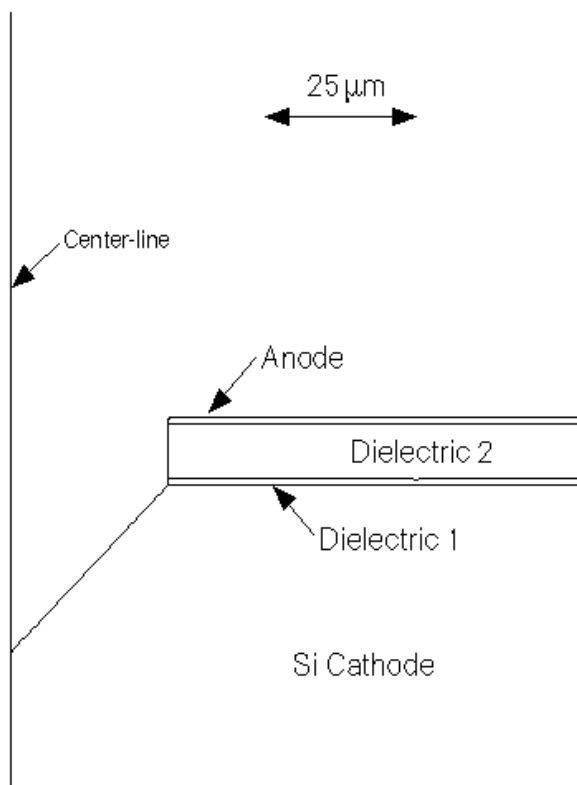 25 μm
Center-line
Anode
Dielectric 2
Dielectric 1
Si Cathode